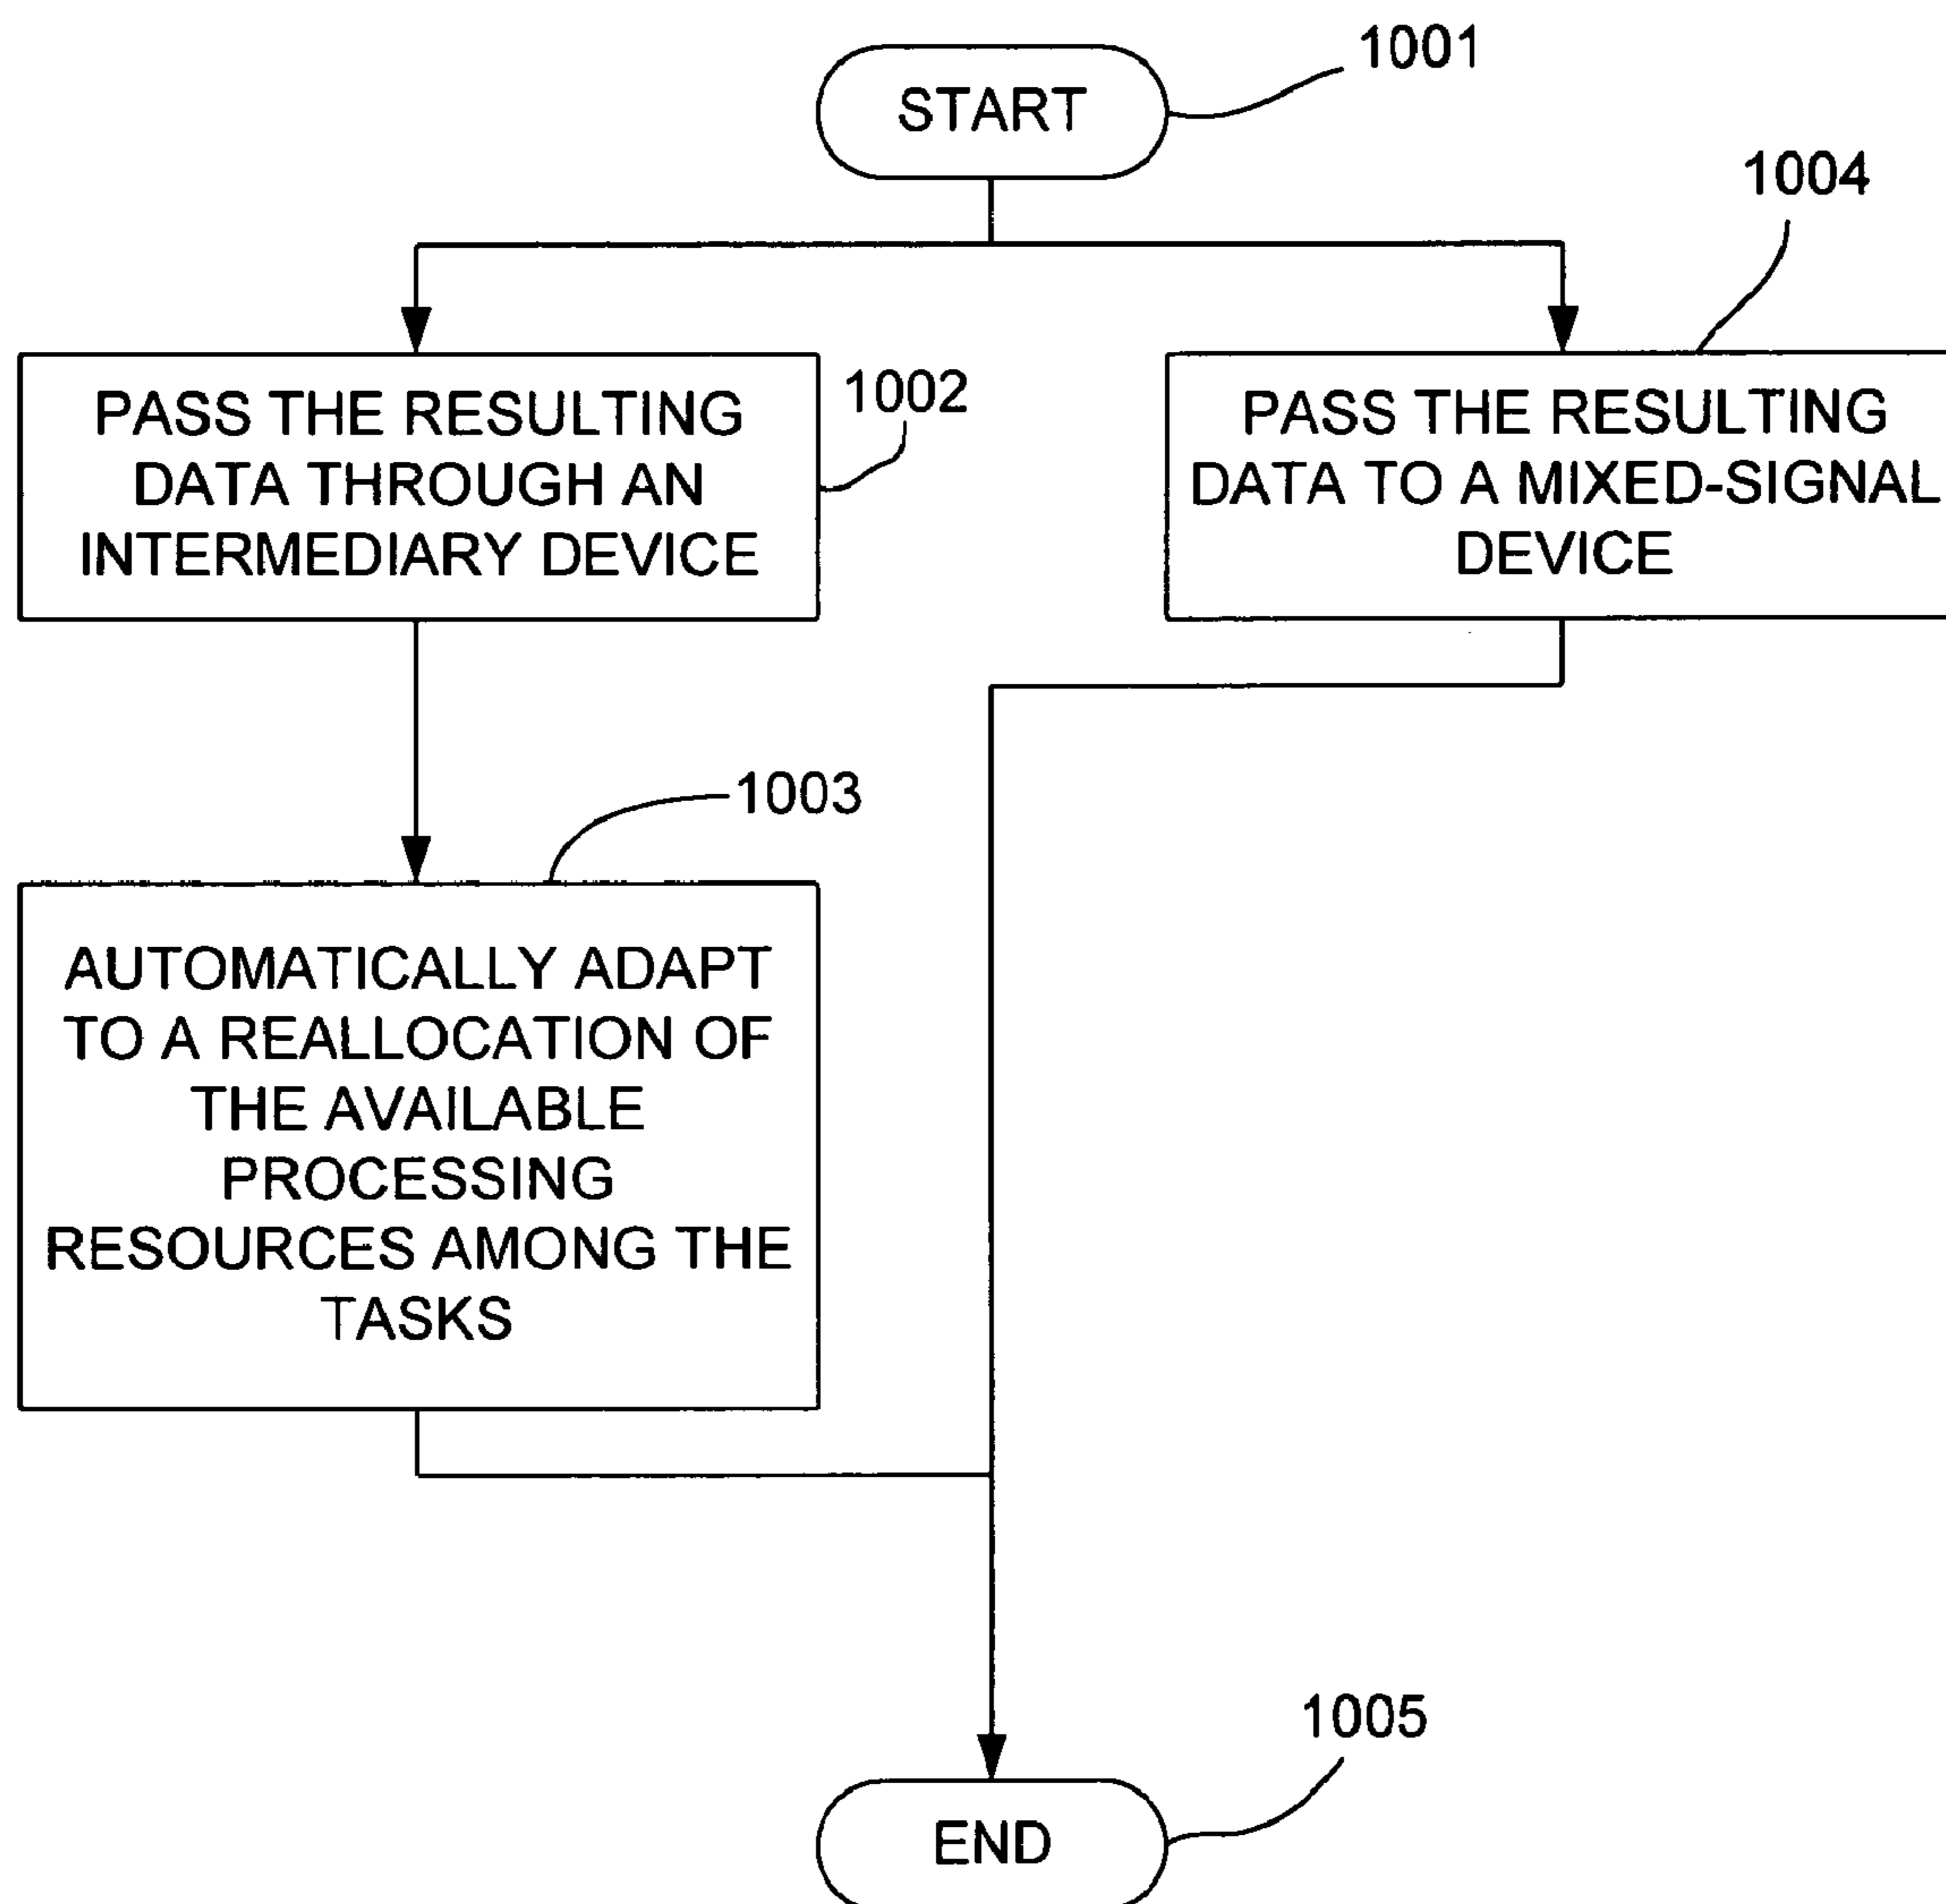 1001
START
1004
PASS THE RESULTING
DATA THROUGH AN
INTERMEDIARY DEVICE
1002
PASS THE RESULTING
DATA TO A MIXED-SIGNAL
DEVICE
1003
AUTOMATICALLY ADAPT
TO A REALLOCATION OF
THE AVAILABLE
PROCESSING
RESOURCES AMONG THE
TASKS
1005
END